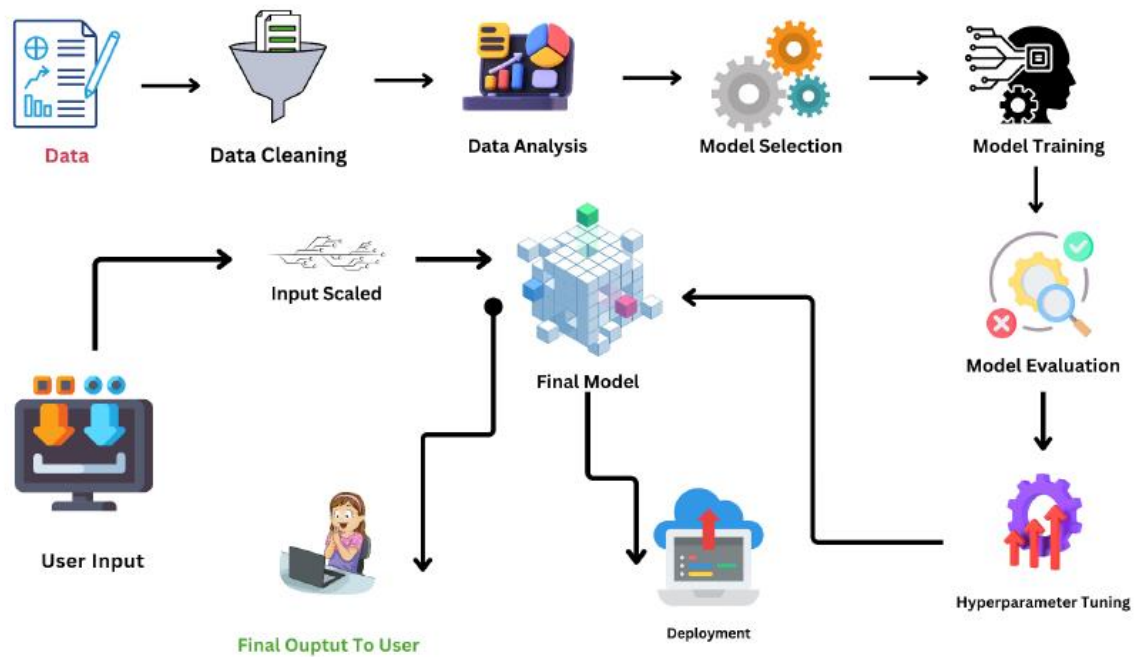 Data
Data Cleaning
Data Analysis
Model Selection
Model Training
Input Scaled
Final Model
Model Evaluation
User Input
Final Ouptut To User
Deployment
Hyperparameter Tuning